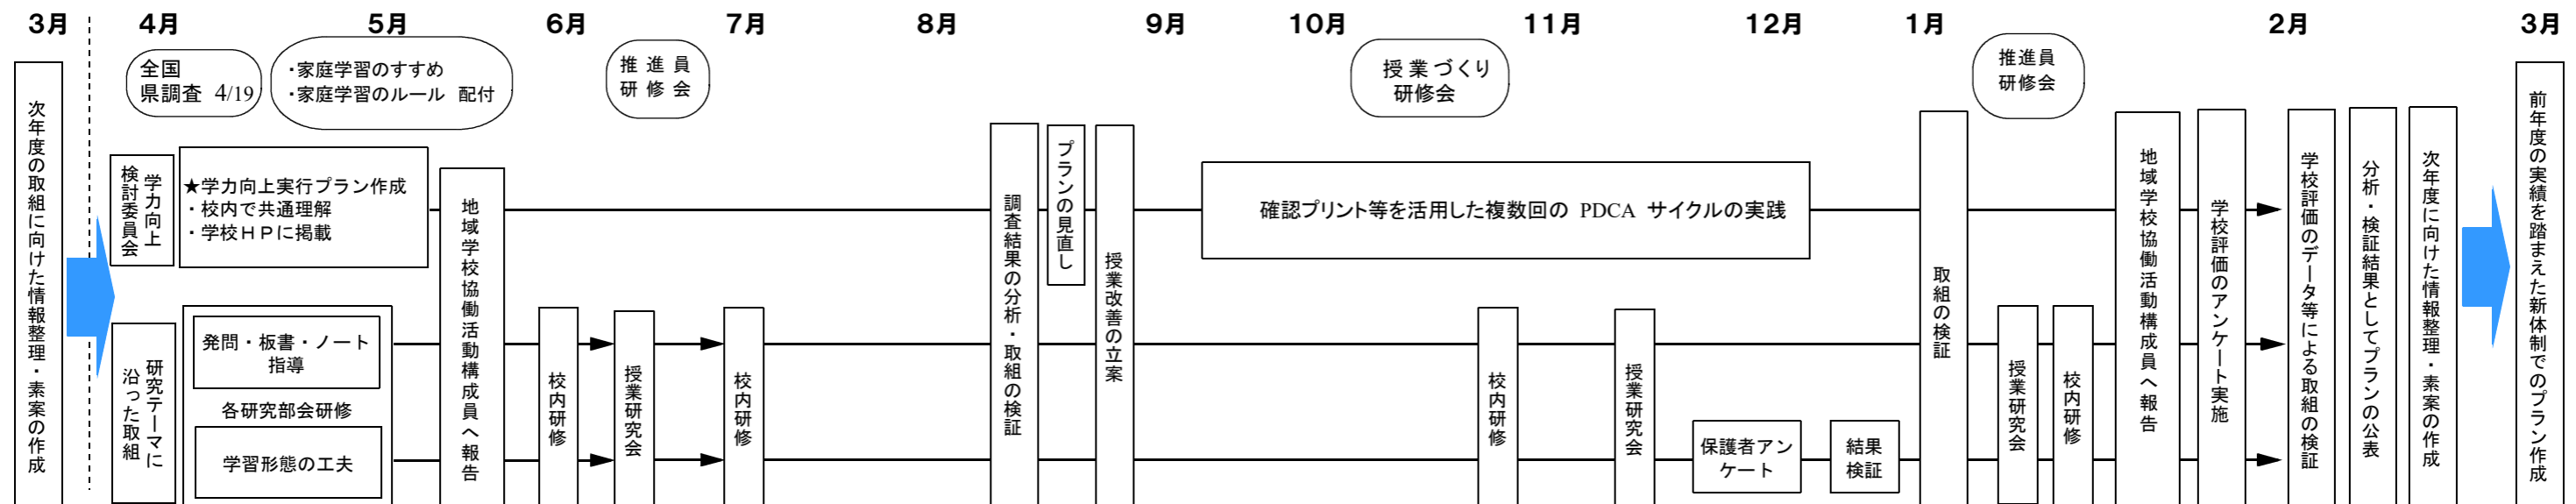 3月
4月
5月
6月
7月
8月
9月
10月
11月
12月
1月
2月
3月
全国
県調査 4/19
・家庭学習のすすめ
・家庭学習のルール 配付
推進員
研修会
授業づくり
研修会
推進員
研修会
次年度の取組に向けた情報整理・素案の作成
学力向上
検討委員会
★学力向上実行プラン作成
・校内で共通理解
・学校HPに掲載
研究テーマに
沿った取組
発問・板書・ノート
指導
各研究部会研修
学習形態の工夫
地域学校協働活動構成員へ報告
校内研修
授業研究会
校内研修
調査結果の分析・取組の検証
プランの見直し
授業改善の立案
確認プリント等を活用した複数回の PDCA サイクルの実践
校内研修
授業研究会
保護者アン
ケート
結果
検証
取組の検証
授業研究会
校内研修
地域学校協働活動構成員へ報告
学校評価のアンケート実施
学校評価のデータ等による取組の検証
分析・検証結果としてプランの公表
次年度に向けた情報整理・素案の作成
前年度の実績を踏まえた新体制でのプラン作成